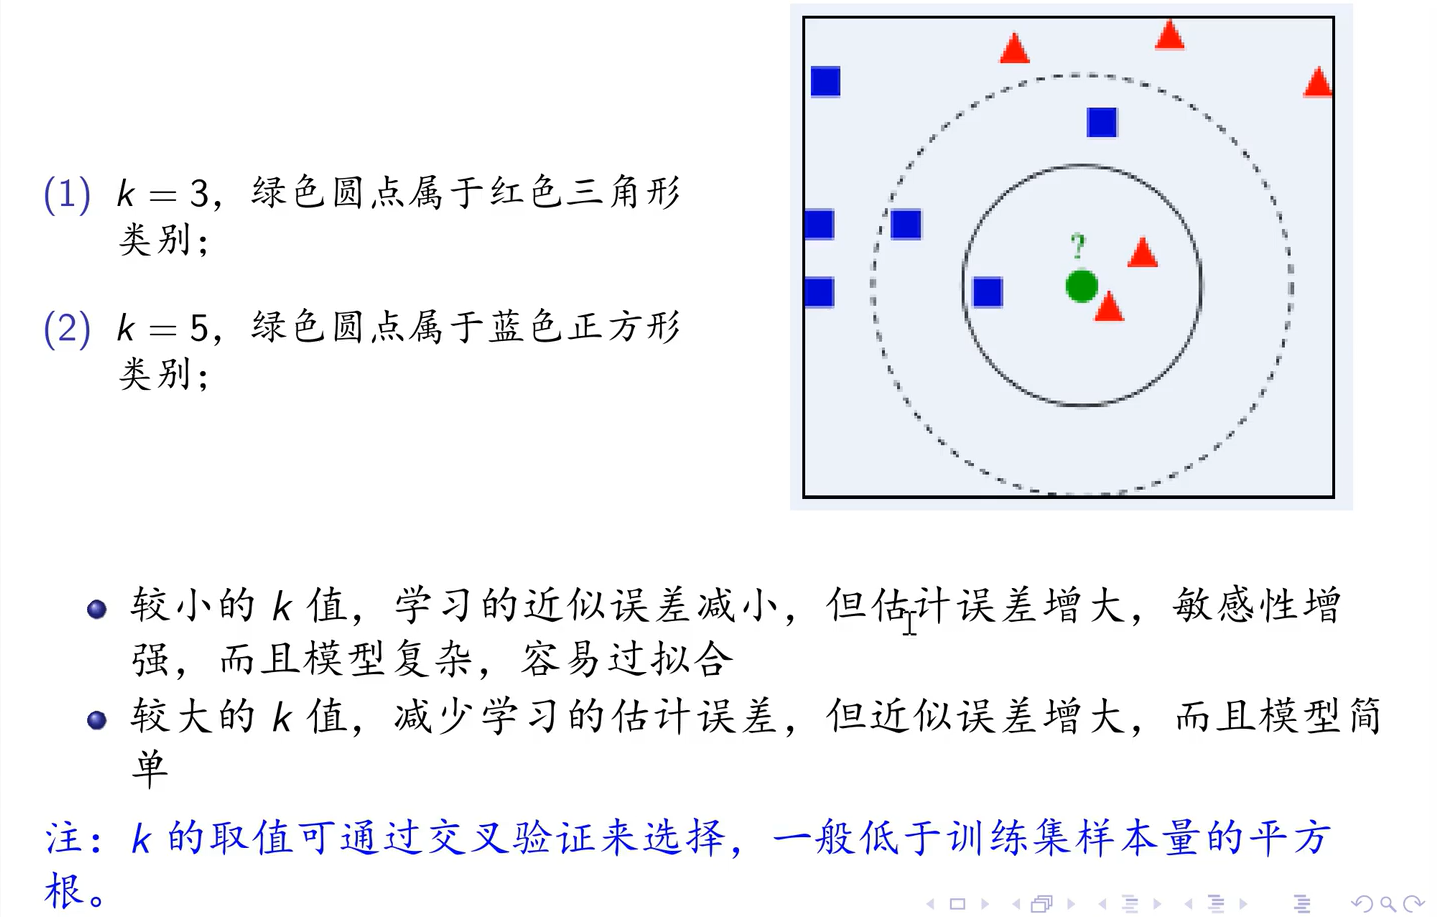 (1) k = 3，绿色圆点属于红色三角形
类别；
(2) k = 5，绿色圆点属于蓝色正方形
类别；
?
较小的 k 值，学习的近似误差减小，但估计误差增大，敏感性增
强，而且模型复杂，容易过拟合
较大的 k 值，减少学习的估计误差，但近似误差增大，而且模型简
单
注：k 的取值可通过交叉验证来选择，一般低于训练集样本量的平方
根。